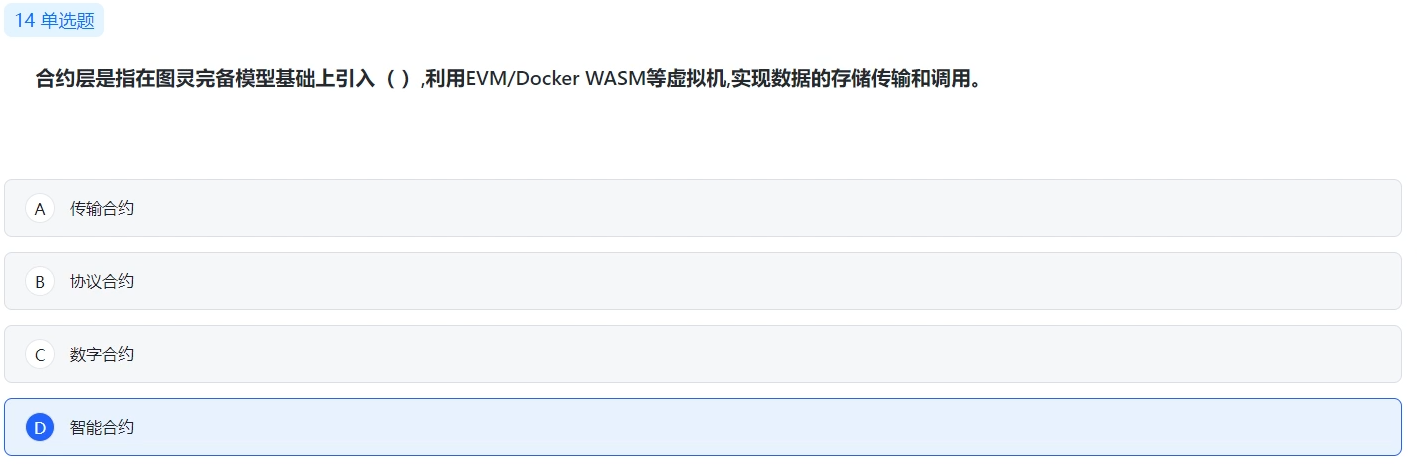 14 单选题
合约层是指在图灵完备模型基础上引入（ ）,利用EVM/Docker WASM等虚拟机,实现数据的存储传输和调用。
A 传输合约
B 协议合约
C 数字合约
D 智能合约